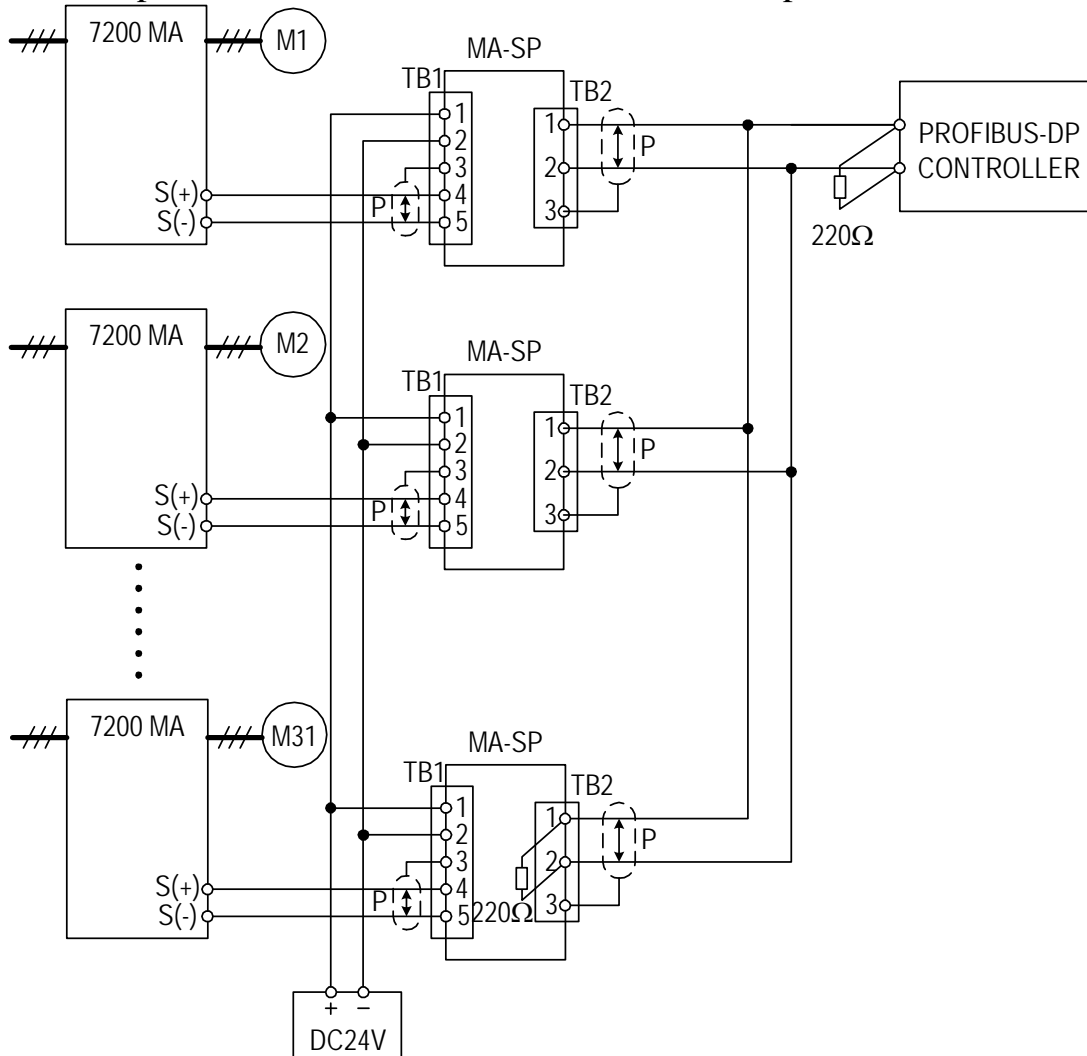 7200 MA
M1
S(+)
S(-)
P
MA-SP
TB1
1
2
3
4
5
TB2
1
2
3
P
PROFIBUS-DP
CONTROLLER
220Ω
7200 MA
M2
S(+)
S(-)
P
MA-SP
TB1
1
2
3
4
5
TB2
1
2
3
P
7200 MA
M31
S(+)
S(-)
P
MA-SP
TB1
1
2
3
4
5
220Ω
TB2
1
2
3
P
+ −
DC24V